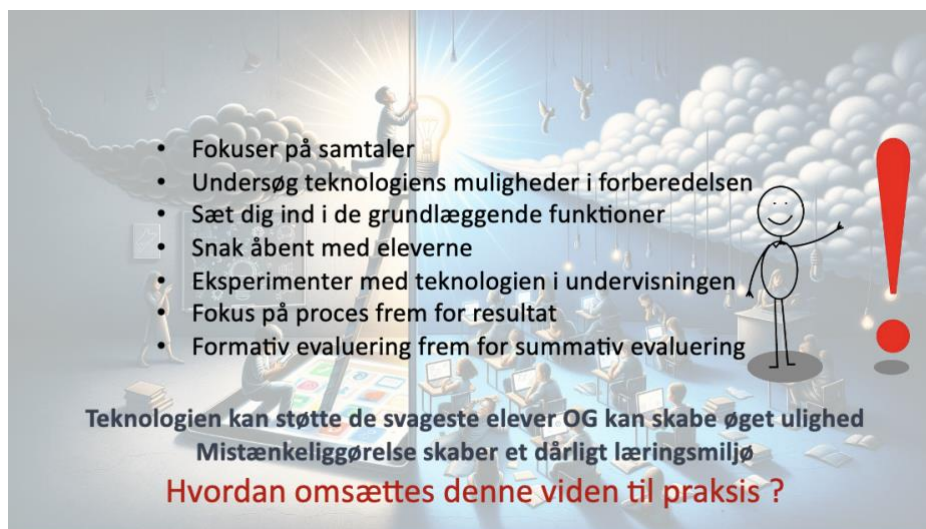 • Fokuser på samtaler
• Undersøg teknologiens muligheder i forberedelsen
• Sæt dig ind i de grundlæggende funktioner
• Snak åbent med eleverne
• Eksperimenter med teknologien i undervisningen
• Fokus på proces frem for resultat
• Formativ evaluering frem for summativ evaluering
Teknologien kan støtte de svageste elever OG kan skabe øget ulighed
Mistænkeliggørelse skaber et dårligt læringsmiljø
Hvordan omsættes denne viden til praksis ?